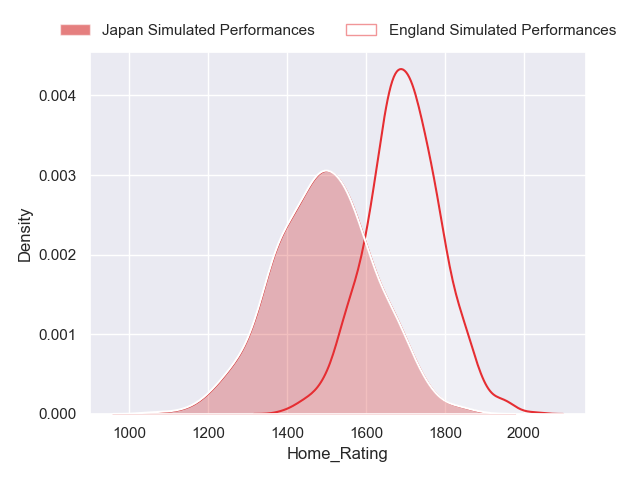 Japan Simulated Performances
England Simulated Performances
0.004
0.003
0.002
0.001
0.000
Density
1000
1200
1400
1600
1800
2000
Home_Rating